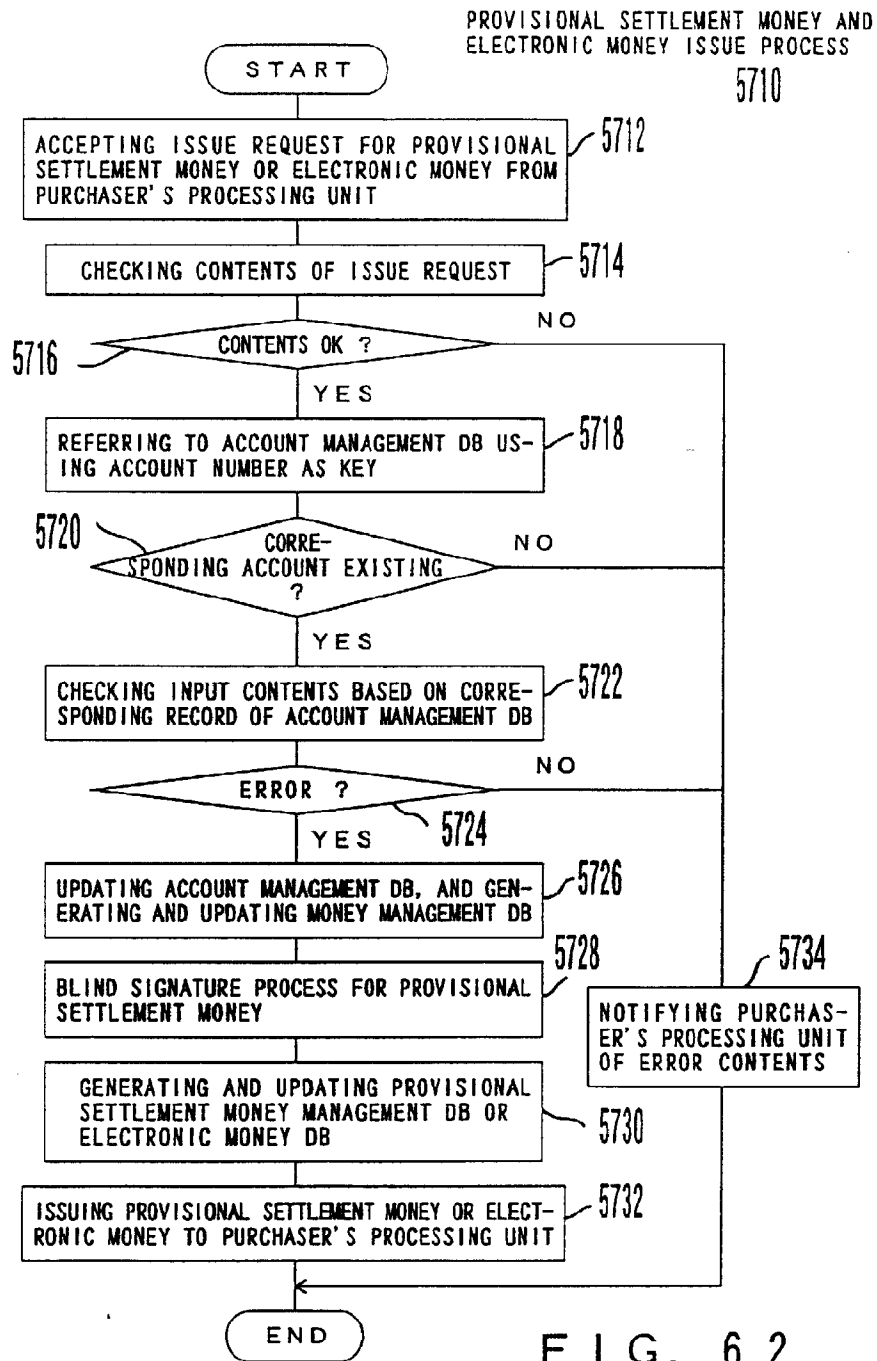 PROVISIONAL SETTLEMENT MONEY AND
ELECTRONIC MONEY ISSUE PROCESS
5710
START
ACCEPTING ISSUE REQUEST FOR PROVISIONAL
SETTLEMENT MONEY OR ELECTRONIC MONEY FROM
PURCHASER'S PROCESSING UNIT
5712
CHECKING CONTENTS OF ISSUE REQUEST
5714
CONTENTS OK ?
NO
5716
YES
REFERRING TO ACCOUNT MANAGEMENT DB US-
ING ACCOUNT NUMBER AS KEY
5718
5720
CORRE-
SPONDING ACCOUNT EXISTING
?
NO
YES
CHECKING INPUT CONTENTS BASED ON CORRE-
SPONDING RECORD OF ACCOUNT MANAGEMENT DB
5722
ERROR ?
NO
5724
YES
UPDATING ACCOUNT MANAGEMENT DB, AND GEN-
ERATING AND UPDATING MONEY MANAGEMENT DB
5726
BLIND SIGNATURE PROCESS FOR PROVISIONAL
SETTLEMENT MONEY
5728
5734
NOTIFYING PURCHAS-
ER'S PROCESSING UNIT
OF ERROR CONTENTS
GENERATING AND UPDATING PROVISIONAL
SETTLEMENT MONEY MANAGEMENT DB OR
ELECTRONIC MONEY DB
5730
ISSUING PROVISIONAL SETTLEMENT MONEY OR ELECT-
RONIC MONEY TO PURCHASER'S PROCESSING UNIT
5732
END
FIG. 62